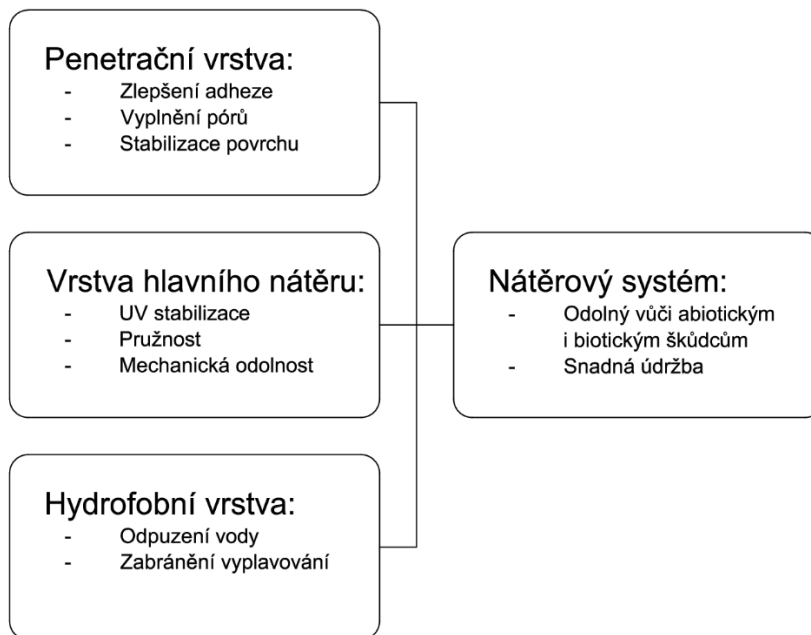 Penetrační vrstva:
- Zlepšení adheze
- Vyplnění pórů
- Stabilizace povrchu
Vrstva hlavního nátěru:
- UV stabilizace
- Pružnost
- Mechanická odolnost
Nátěrový systém:
- Odolný vůči abiotickým
i biotickým škůdcům
- Snadná údržba
Hydrofobní vrstva:
- Odpuzení vody
- Zabránění vyplavování